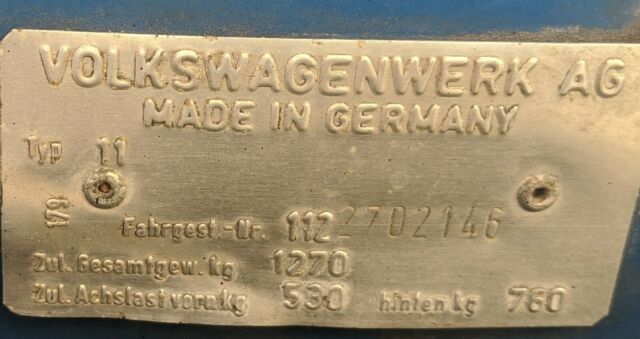 VOLKSWAGENWERK AG
MADE IN GERMANY
Typ 11
179
Fahrgest.-Nr. 112 2702146
Zul. Gesamtgew. kg 1270
Zul. Achslast vorn kg 530 hinten kg 760